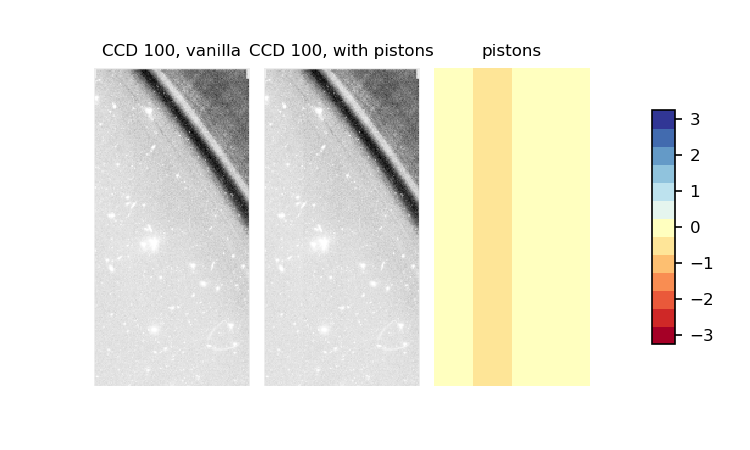 CCD 100, vanilla
CCD 100, with pistons
pistons
3
2
1
0
−1
−2
−3